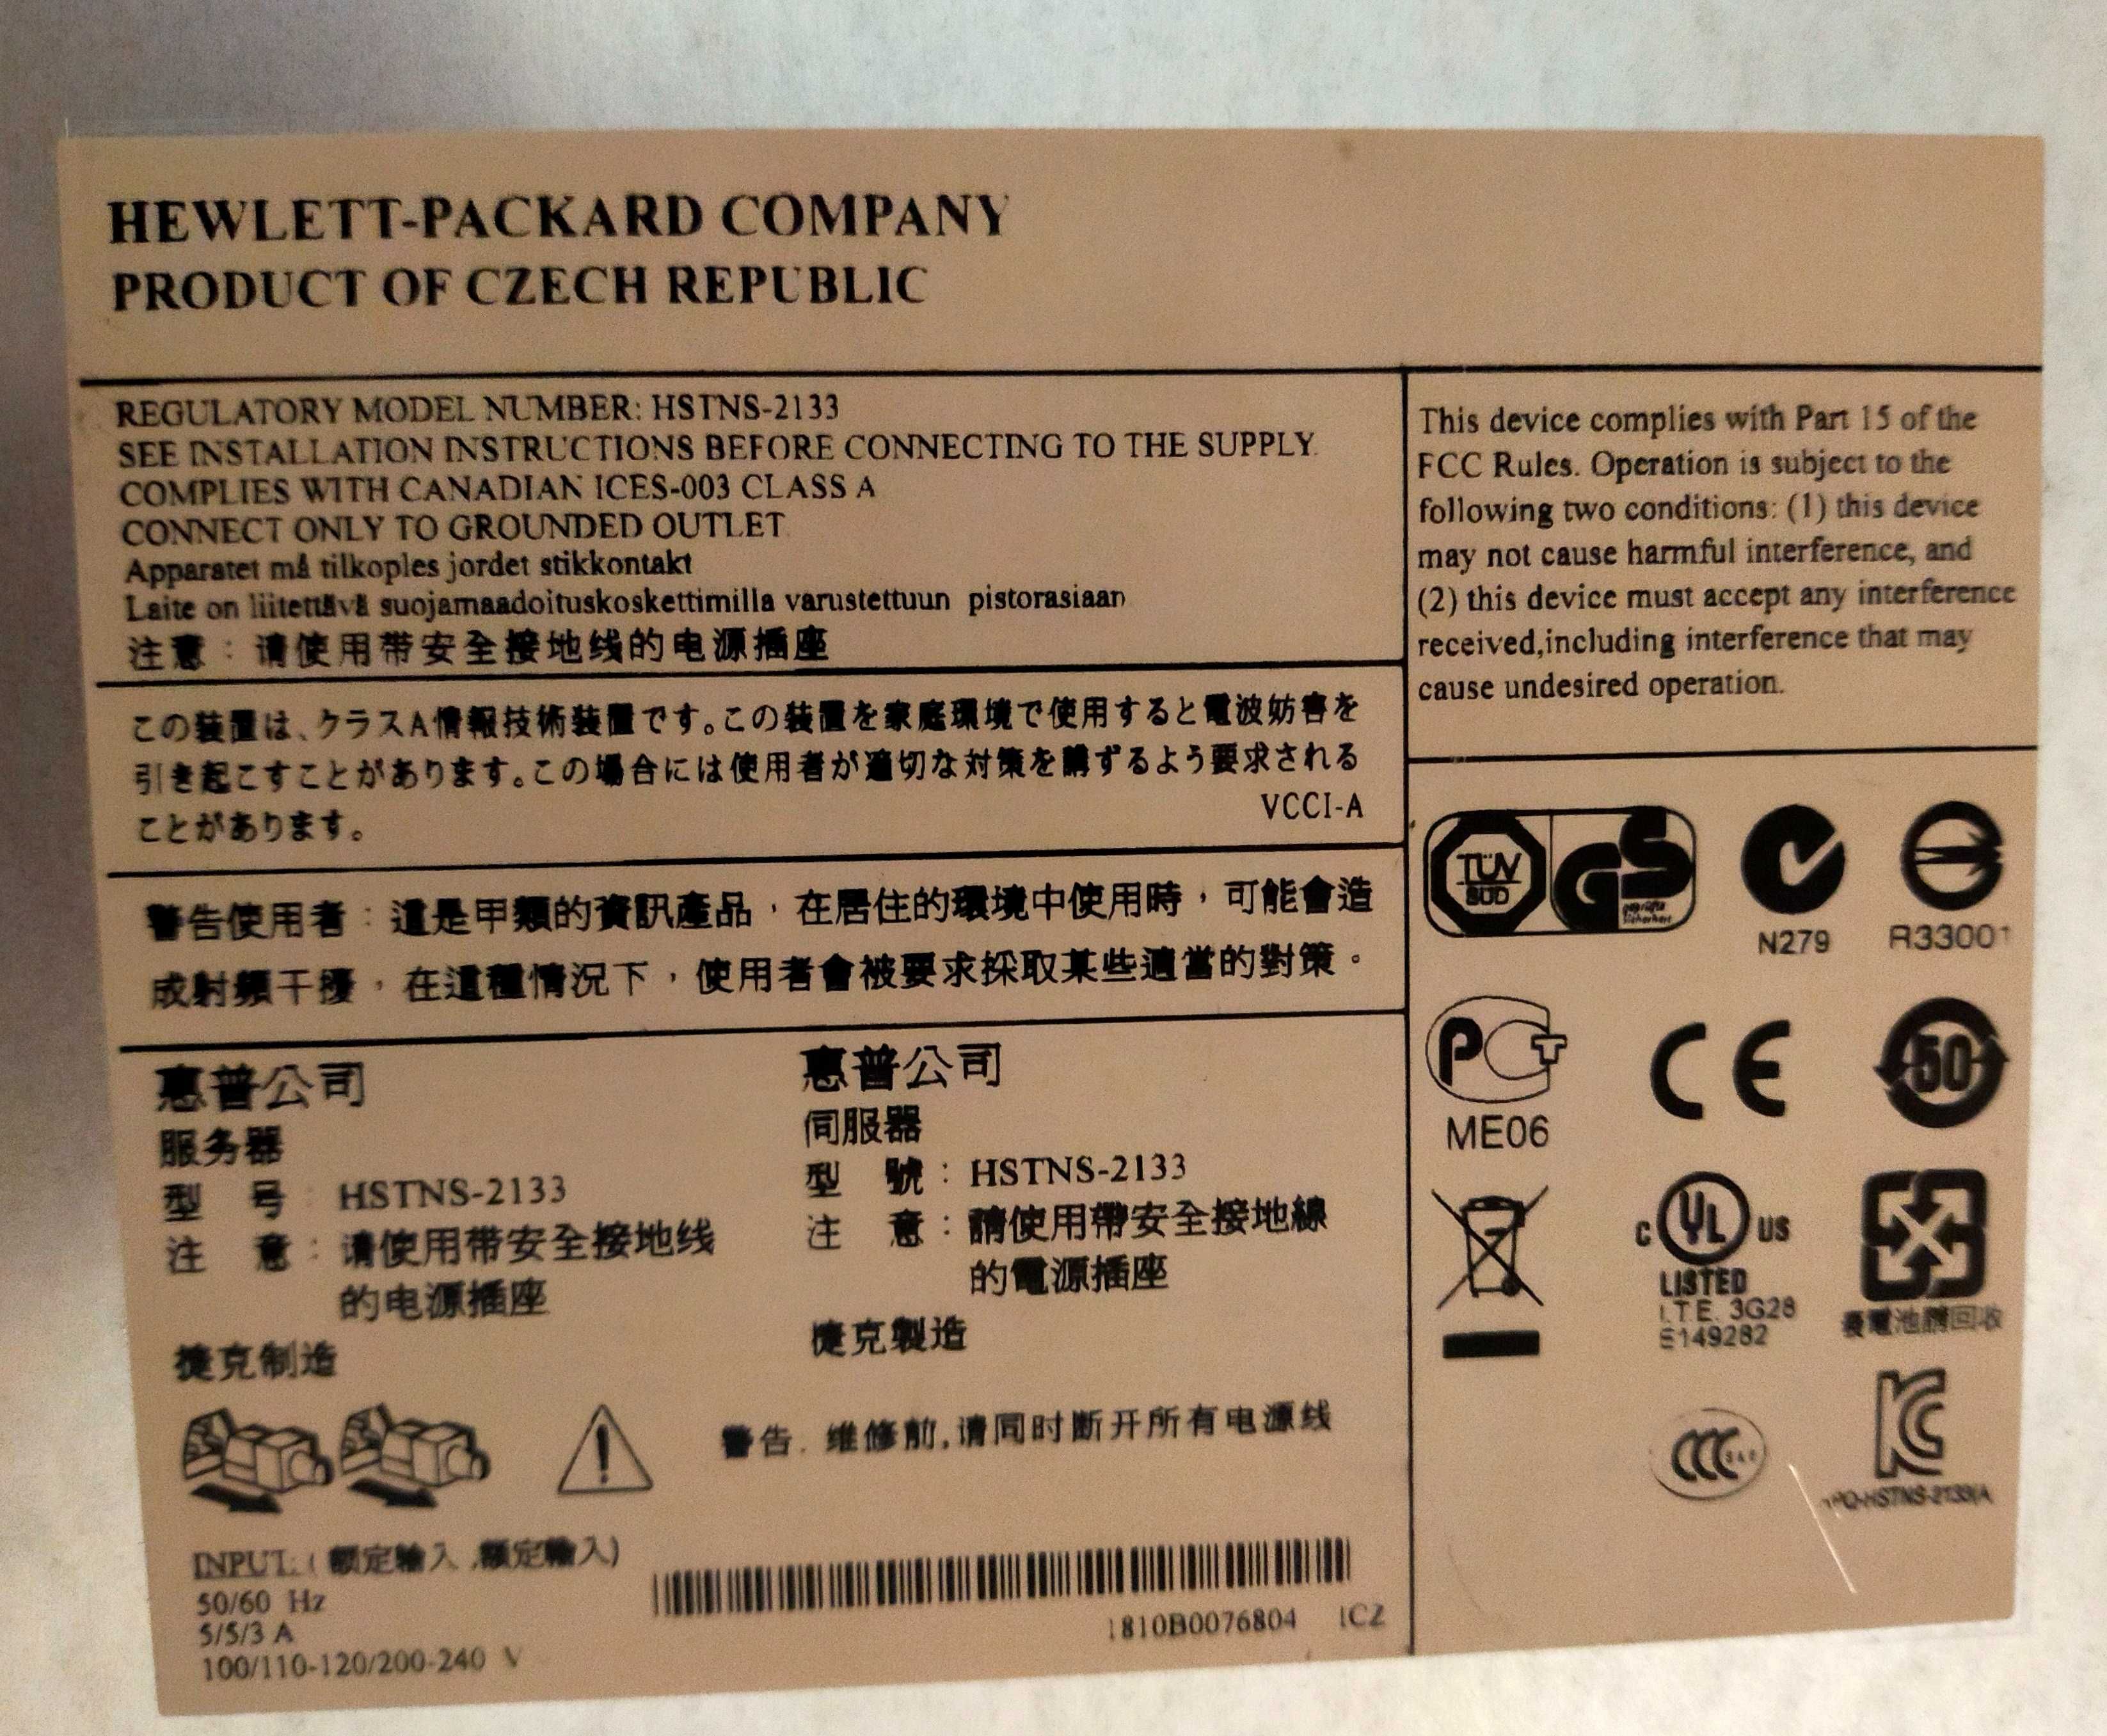 HEWLETT-PACKARD COMPANY
PRODUCT OF CZECH REPUBLIC
REGULATORY MODEL NUMBER: HSTNS-2133
SEE INSTALLATION INSTRUCTIONS BEFORE CONNECTING TO THE SUPPLY.
COMPLIES WITH CANADIAN ICES-003 CLASS A
CONNECT ONLY TO GROUNDED OUTLET
Apparatet må tilkoples jordet stikkontakt
Laite on liitettävä suojamaadoituskoskettimilla varustettuun pistorasiaan
注意：请使用带安全接地线的电源插座
この装置は、クラスA情報技術装置です。この装置を家庭環境で使用すると電波妨害を
引き起こすことがあります。この場合には使用者が適切な対策を講ずるよう要求される
ことがあります。
VCCI-A
警告使用者：這是甲類的資訊產品，在居住的環境中使用時，可能會造
成射頻干擾，在這種情況下，使用者會被要求採取某些適當的對策。
惠普公司
服务器
型 号：HSTNS-2133
注 意：请使用带安全接地线
的电源插座
捷克制造
惠普公司
伺服器
型 號：HSTNS-2133
注 意：請使用帶安全接地線
的電源插座
捷克製造
警告. 维修前,请同时断开所有电源线
INPUT: (額定輸入,额定输入)
50/60 Hz
5/5/3 A
100/110-120/200-240 V
1810B0076804 ICZ
This device complies with Part 15 of the
FCC Rules. Operation is subject to the
following two conditions: (1) this device
may not cause harmful interference, and
(2) this device must accept any interference
received,including interference that may
cause undesired operation.
TÜV
SÜD
GS
geprüfte
Sicherheit
N279
R33001
PCT
ME06
CE
50
C UL US
LISTED
I.T.E. 3G28
E149282
廢電池請回收
CCC
KC